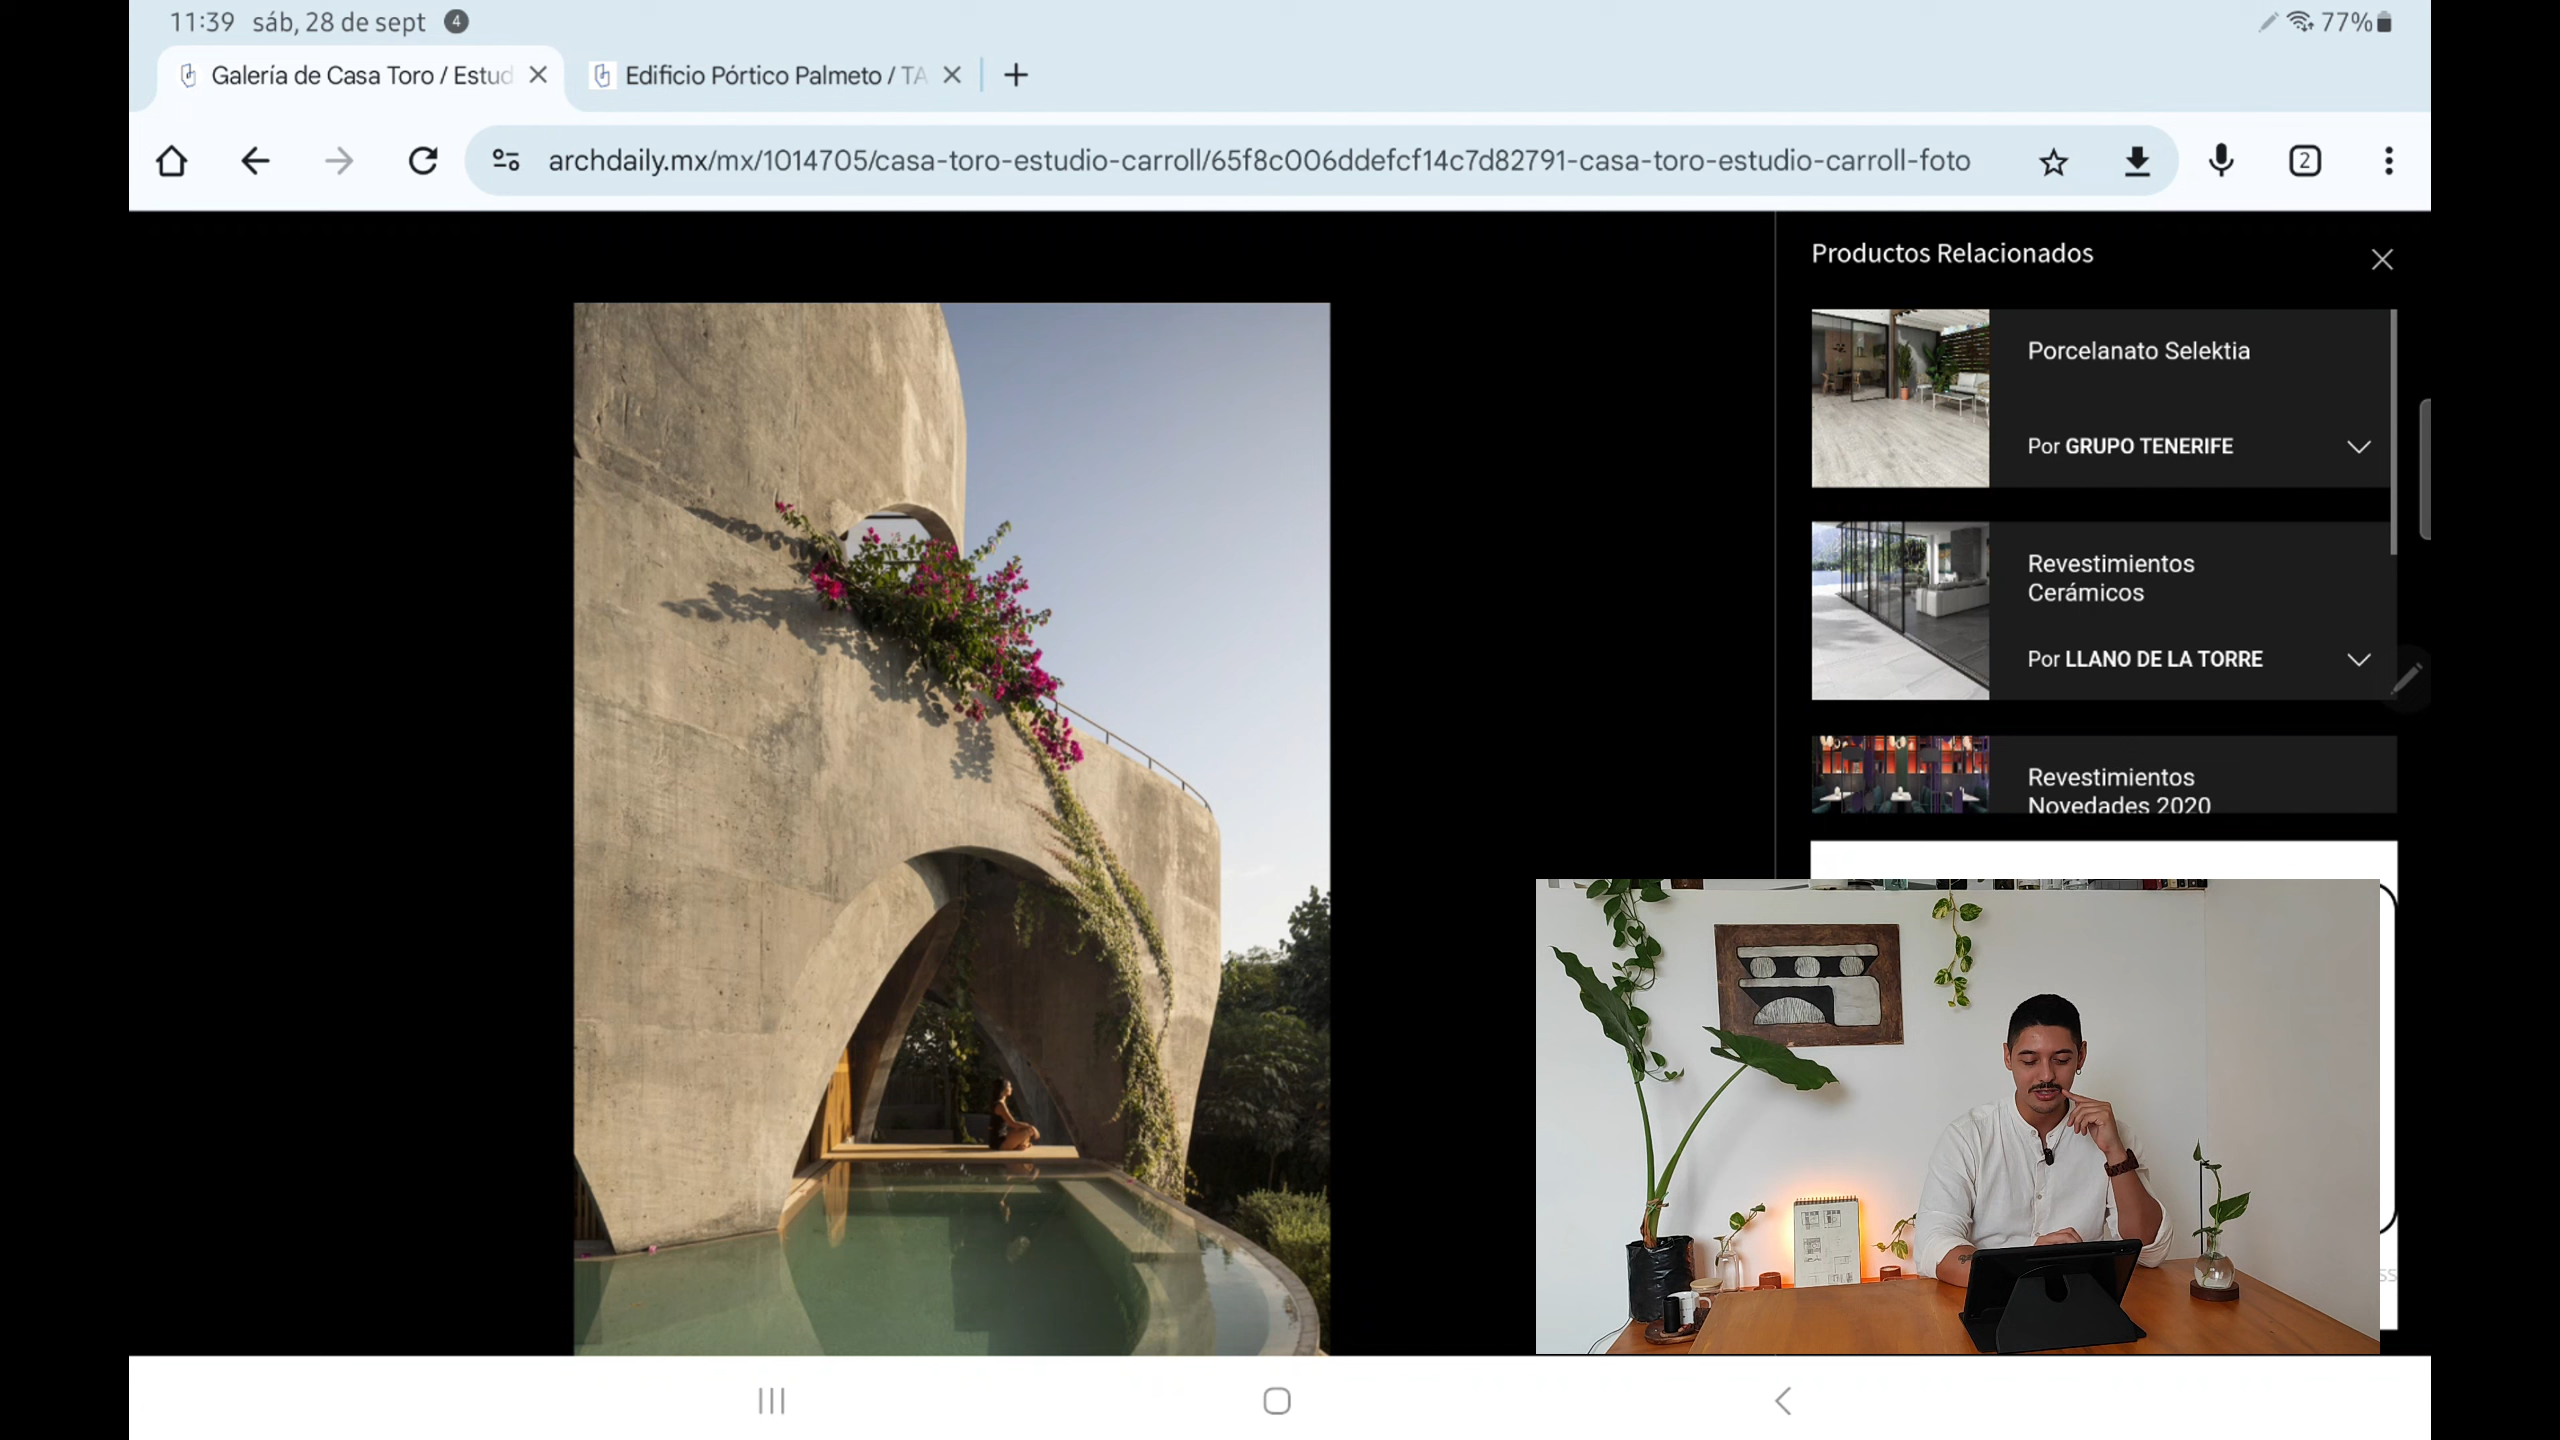 11:39 sáb, 28 de sept 4
77%
Galería de Casa Toro / Estud
Edificio Pórtico Palmeto / TA
archdaily.mx/mx/1014705/casa-toro-estudio-carroll/65f8c006ddefcf14c7d82791-casa-toro-estudio-carroll-foto
2
Productos Relacionados
Porcelanato Selektia
Por GRUPO TENERIFE
Revestimientos
Cerámicos
Por LLANO DE LA TORRE
Revestimientos
Novedades 2020
ss